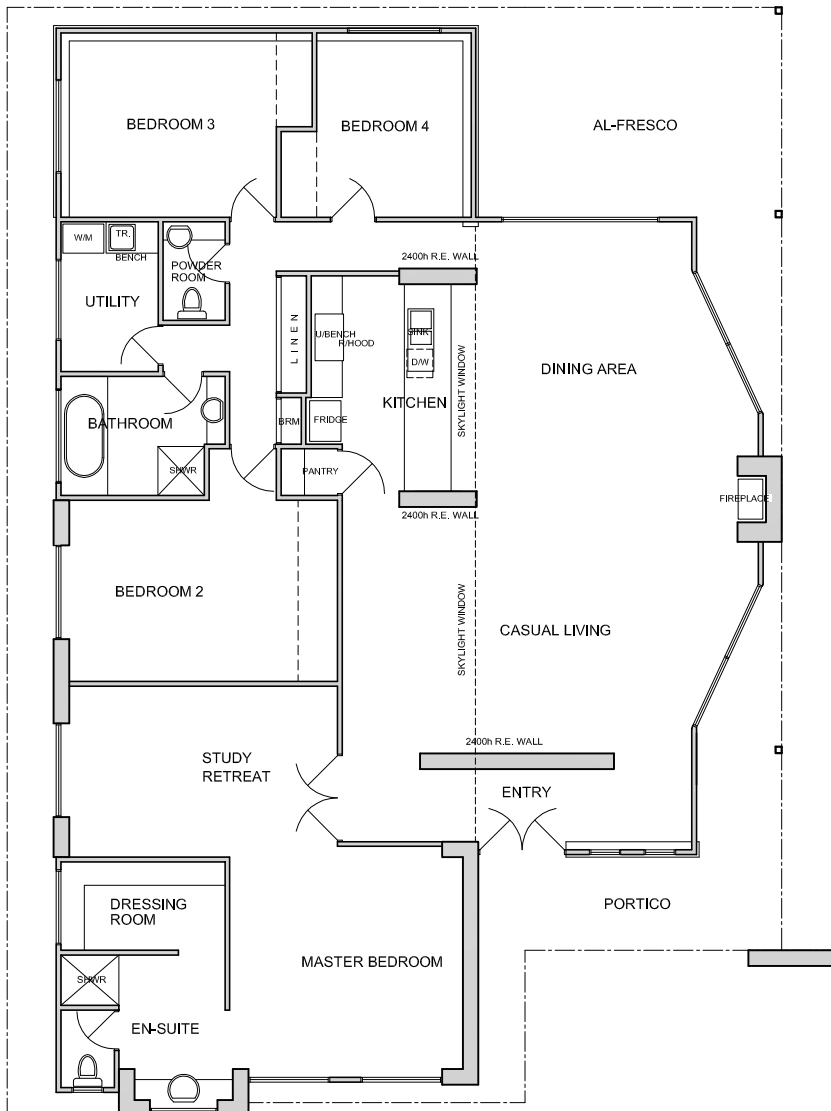 BEDROOM 3
BEDROOM 4
AL-FRESCO
W/M
TR.
BENCH
POWDER
ROOM
2400h R.E. WALL
UTILITY
LINEN
U/BENCH
R/HOOD
SINK
D/W
SKYLIGHT WINDOW
DINING AREA
BATHROOM
BRM
FRIDGE
KITCHEN
SHWR
PANTRY
2400h R.E. WALL
FIREPLACE
BEDROOM 2
SKYLIGHT WINDOW
CASUAL LIVING
STUDY
RETREAT
2400h R.E. WALL
ENTRY
DRESSING
ROOM
PORTICO
MASTER BEDROOM
SHWR
EN-SUITE